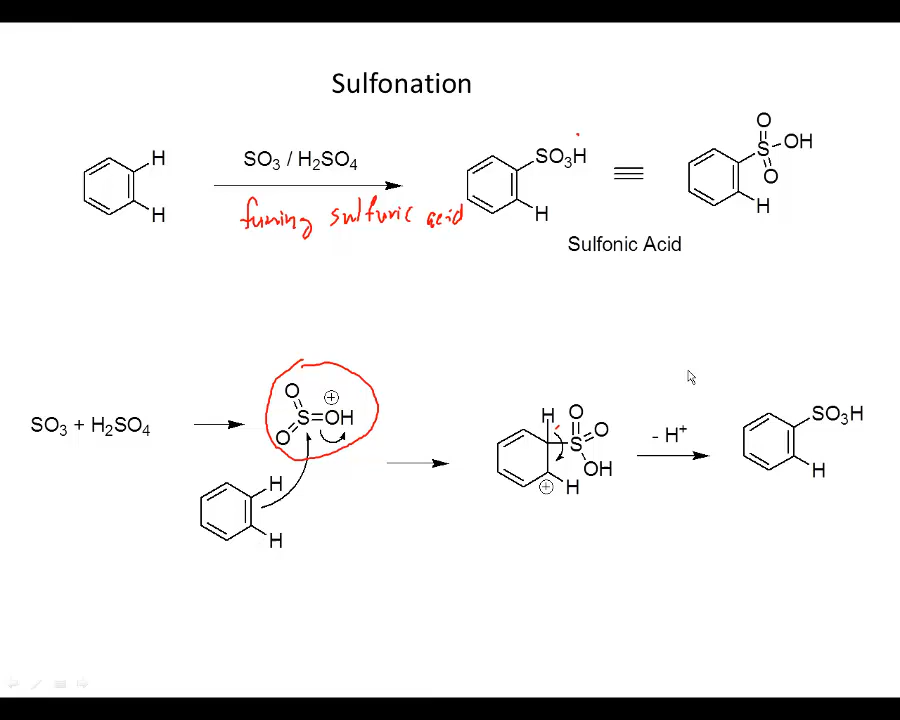 Sulfonation
H
H
SO3 / H2SO4
fuming sulfuric acid
SO3H
H
O
S
OH
O
H
Sulfonic Acid
SO3 + H2SO4
O
S
O
⊕
OH
H
H
H
O
S
O
OH
⊕
H
- H+
SO3H
H